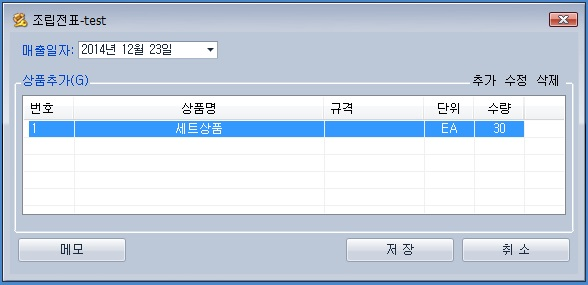 조립전표-test
매출일자: 2014년 12월 23일
상품추가(G) 추가 수정 삭제
번호 상품명 규격 단위 수량
1 세트상품 EA 30
메모 저 장 취 소